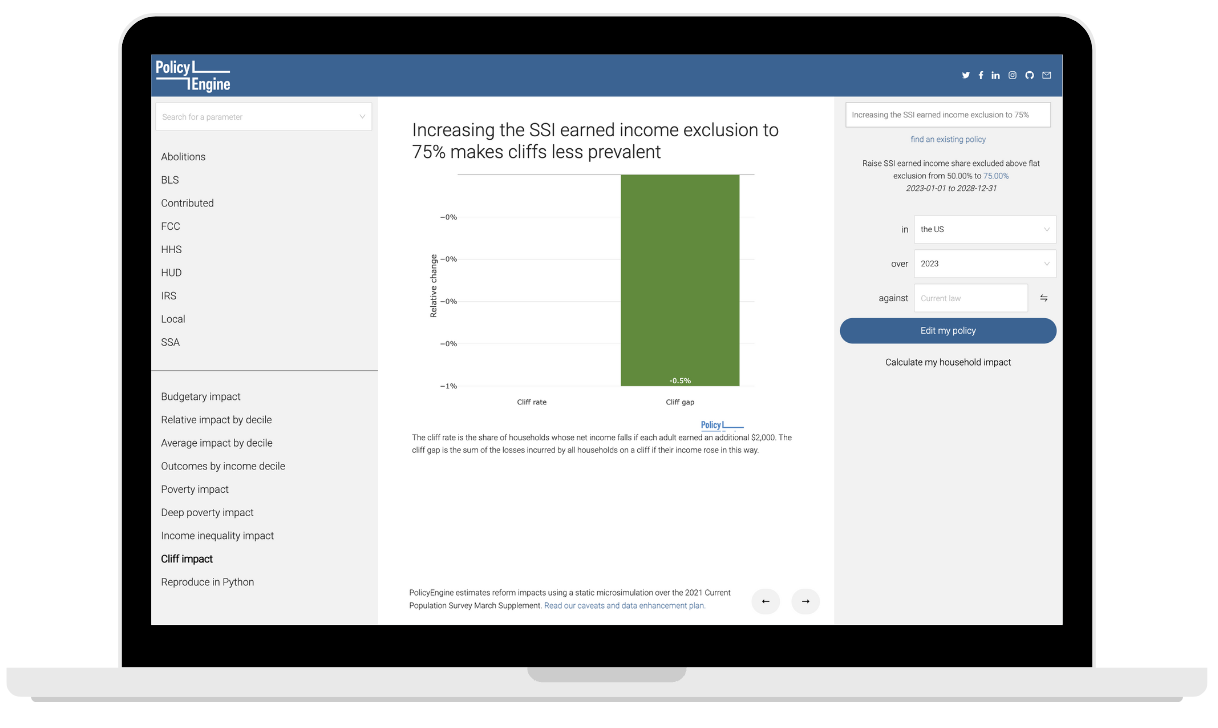 Policy
Engine
Search for a parameter
Abolitions
BLS
Contributed
FCC
HHS
HUD
IRS
Local
SSA
Budgetary impact
Relative impact by decile
Average impact by decile
Outcomes by income decile
Poverty impact
Deep poverty impact
Income inequality impact
Cliff impact
Reproduce in Python
Increasing the SSI earned income exclusion to
75% makes cliffs less prevalent
Relative change
−0%
−0%
−0%
−0%
−1%
-0.5%
Cliff rate
Cliff gap
Policy
The cliff rate is the share of households whose net income falls if each adult earned an additional $2,000. The
cliff gap is the sum of the losses incurred by all households on a cliff if their income rose in this way.
PolicyEngine estimates reform impacts using a static microsimulation over the 2021 Current
Population Survey March Supplement. Read our caveats and data enhancement plan.
Increasing the SSI earned income exclusion to 75%
find an existing policy
Raise SSI earned income share excluded above flat
exclusion from 50.00% to 75.00%
2023-01-01 to 2028-12-31
in the US
over 2023
against Current law
Edit my policy
Calculate my household impact